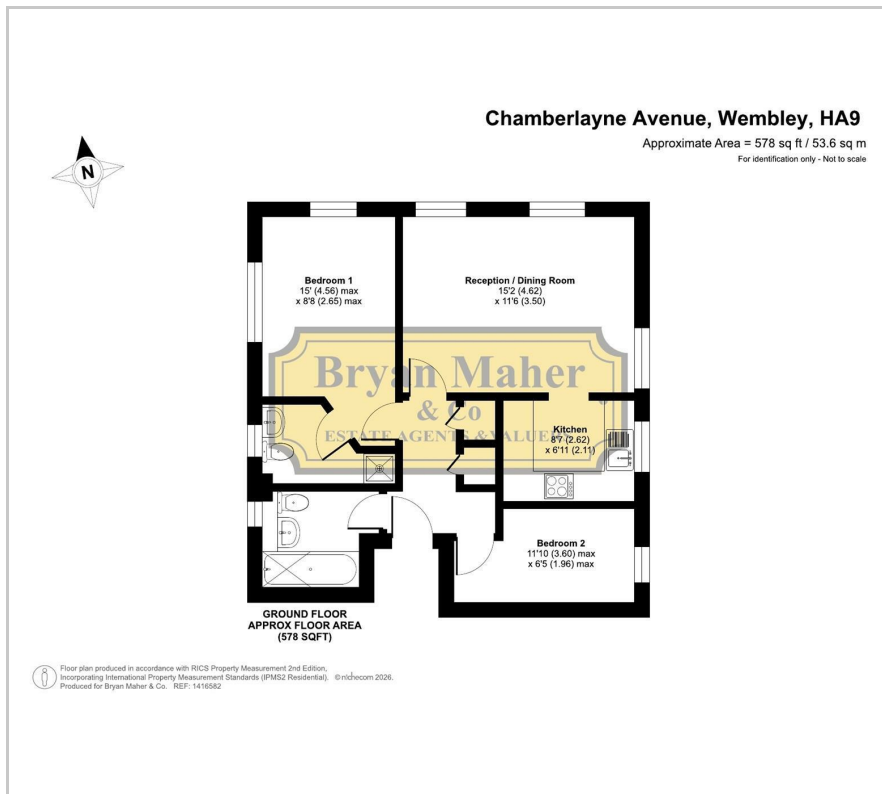 Chamberlayne Avenue, Wembley, HA9
Approximate Area = 578 sq ft / 53.6 sq m
For identification only - Not to scale
N
Bedroom 1
15' (4.56) max
x 8'8 (2.65) max
Reception / Dining Room
15'2 (4.62)
x 11'6 (3.50)
Bryan Maher
& Co
ESTATE AGENTS & VALUE
Kitchen
8'7 (2.62)
x 6'11 (2.11)
Bedroom 2
11'10 (3.60) max
x 6'5 (1.96) max
GROUND FLOOR
APPROX FLOOR AREA
(578 SQFT)
Floor plan produced in accordance with RICS Property Measurement 2nd Edition,
Incorporating International Property Measurement Standards (IPMS2 Residential). © nichecom 2026.
Produced for Bryan Maher & Co. REF: 1416582